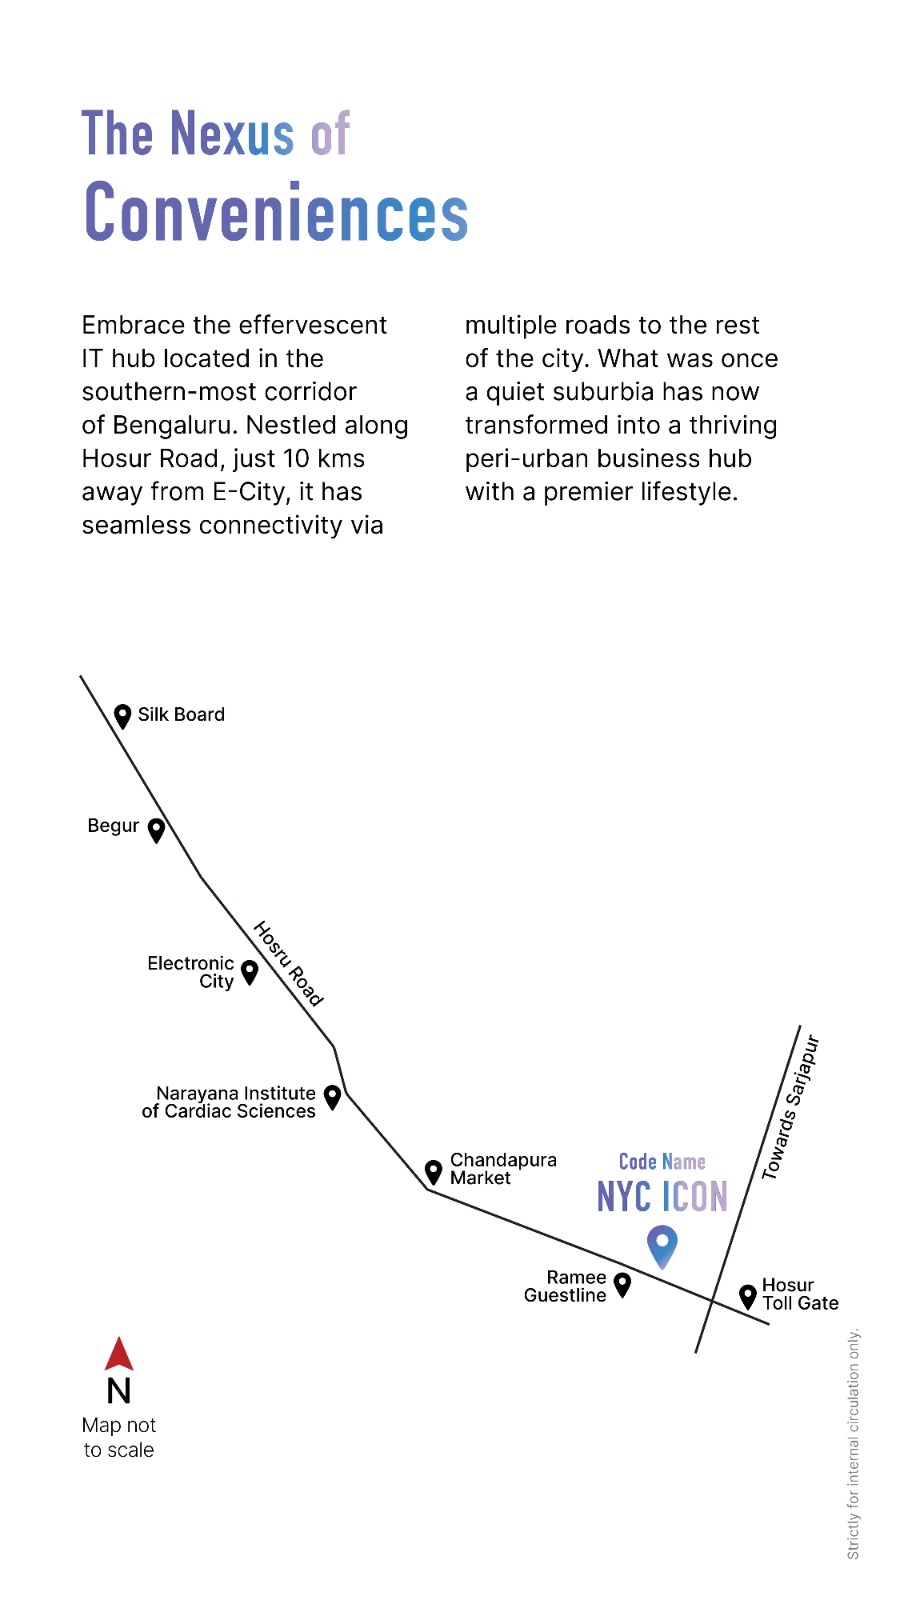 The Nexus of
Conveniences
Embrace the effervescent
IT hub located in the
southern-most corridor
of Bengaluru. Nestled along
Hosur Road, just 10 kms
away from E-City, it has
seamless connectivity via
multiple roads to the rest
of the city. What was once
a quiet suburbia has now
transformed into a thriving
peri-urban business hub
with a premier lifestyle.
Silk Board
Begur
Hosru Road
Electronic
City
Narayana Institute
of Cardiac Sciences
Chandapura
Market
Towards Sarjapur
Code Name
NYC ICON
Ramee
Guestline
Hosur
Toll Gate
N
Map not
to scale
Strictly for internal circulation only.